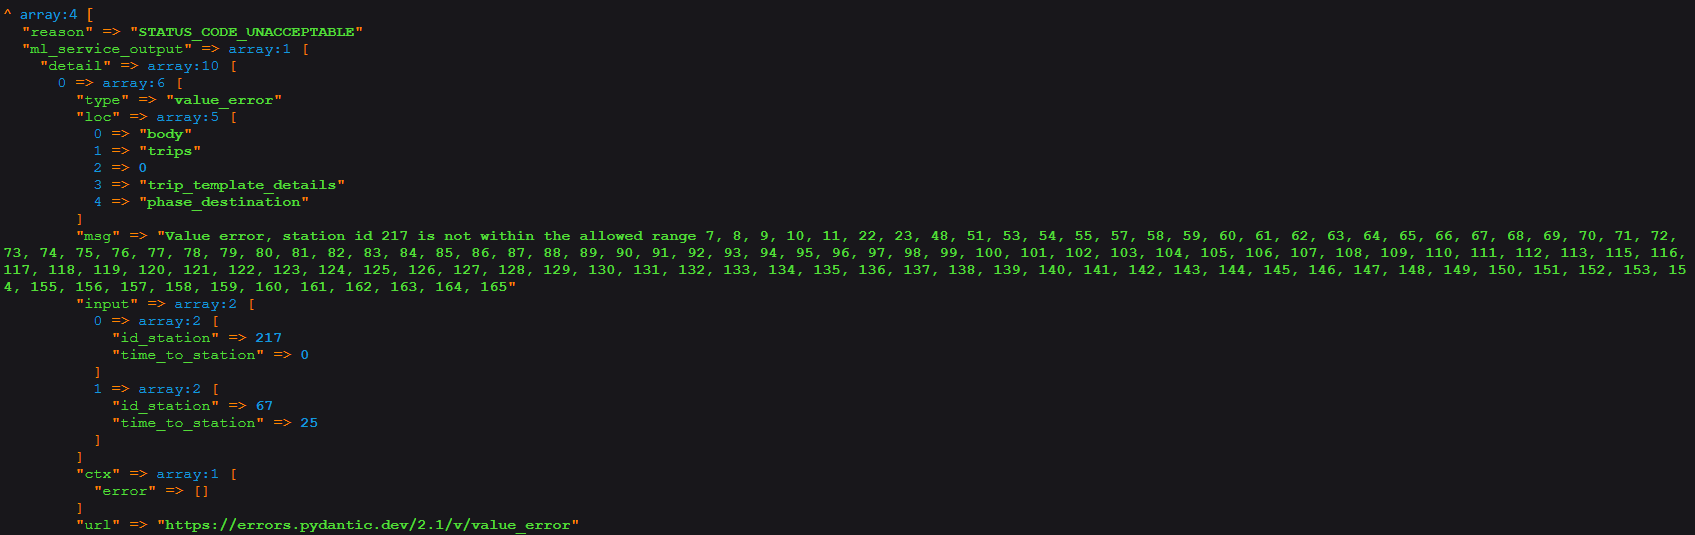 ^ array:4 [
  "reason" => "STATUS_CODE_UNACCEPTABLE"
  "ml_service_output" => array:1 [
    "detail" => array:10 [
      0 => array:6 [
        "type" => "value_error"
        "loc" => array:5 [
          0 => "body"
          1 => "trips"
          2 => 0
          3 => "trip_template_details"
          4 => "phase_destination"
        ]
        "msg" => "Value error, station id 217 is not within the allowed range 7, 8, 9, 10, 11, 22, 23, 48, 51, 53, 54, 55, 57, 58, 59, 60, 61, 62, 63, 64, 65, 66, 67, 68, 69, 70, 71, 72,
73, 74, 75, 76, 77, 78, 79, 80, 81, 82, 83, 84, 85, 86, 87, 88, 89, 90, 91, 92, 93, 94, 95, 96, 97, 98, 99, 100, 101, 102, 103, 104, 105, 106, 107, 108, 109, 110, 111, 112, 113, 115, 116,
117, 118, 119, 120, 121, 122, 123, 124, 125, 126, 127, 128, 129, 130, 131, 132, 133, 134, 135, 136, 137, 138, 139, 140, 141, 142, 143, 144, 145, 146, 147, 148, 149, 150, 151, 152, 153, 15
4, 155, 156, 157, 158, 159, 160, 161, 162, 163, 164, 165"
        "input" => array:2 [
          0 => array:2 [
            "id_station" => 217
            "time_to_station" => 0
          ]
          1 => array:2 [
            "id_station" => 67
            "time_to_station" => 25
          ]
        ]
        "ctx" => array:1 [
          "error" => []
        ]
        "url" => "https://errors.pydantic.dev/2.1/v/value_error"